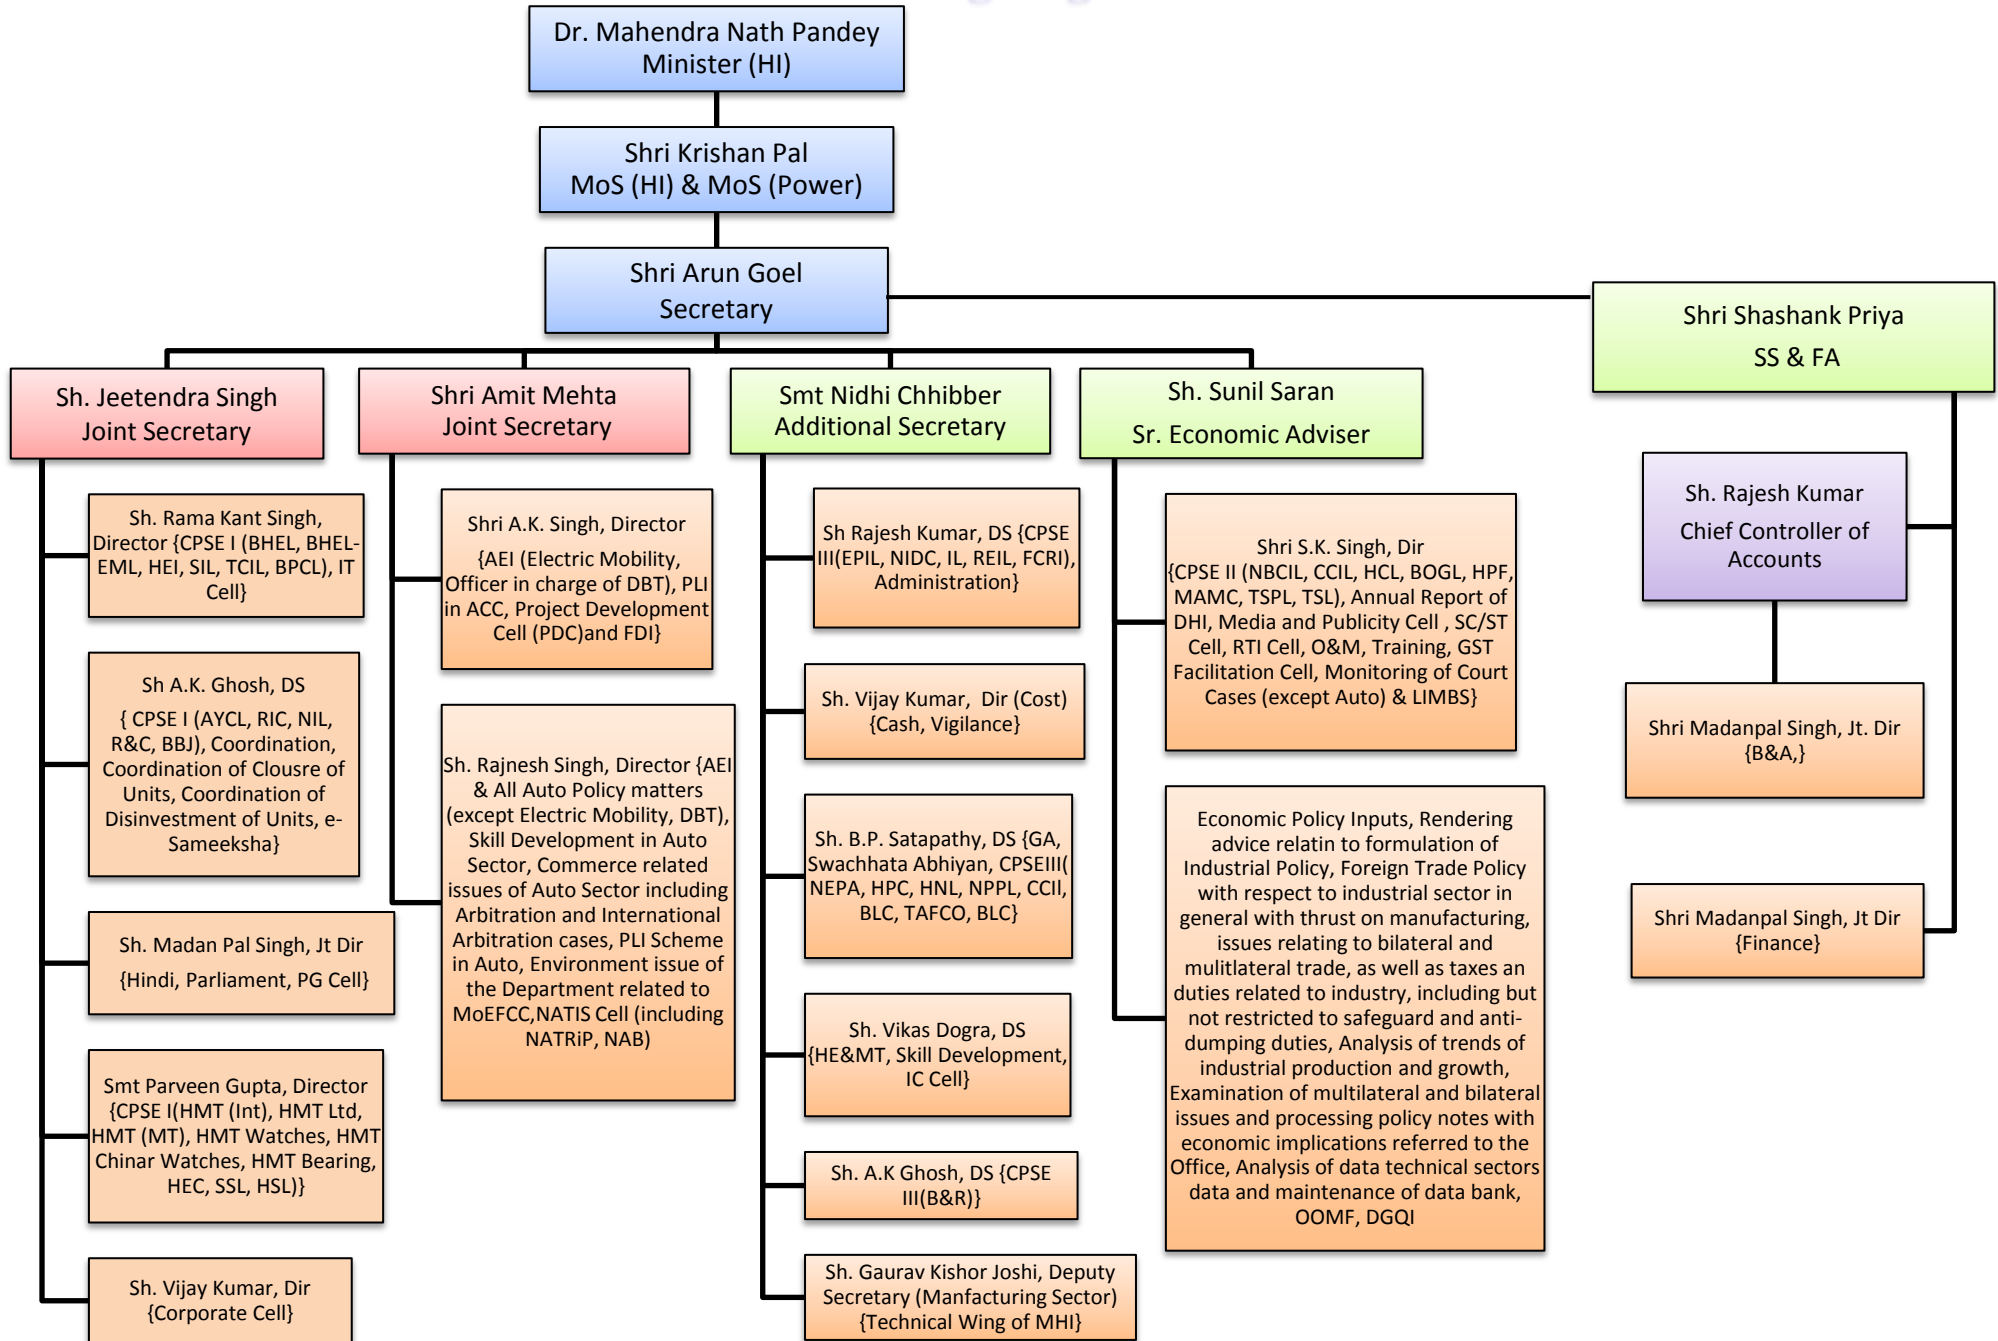 Dr. Mahendra Nath Pandey
Minister (HI)
Shri Krishan Pal
MoS (HI) & MoS (Power)
Shri Arun Goel
Secretary
Shri Shashank Priya
SS & FA
Sh. Jeetendra Singh
Joint Secretary
Shri Amit Mehta
Joint Secretary
Smt Nidhi Chhibber
Additional Secretary
Sh. Sunil Saran
Sr. Economic Adviser
Sh. Rama Kant Singh,
Director {CPSE I (BHEL, BHEL-
EML, HEI, SIL, TCIL, BPCL), IT
Cell}
Sh A.K. Ghosh, DS
{ CPSE I (AYCL, RIC, NIL,
R&C, BBJ), Coordination,
Coordination of Clousre of
Units, Coordination of
Disinvestment of Units, e-
Sameeksha}
Sh. Madan Pal Singh, Jt Dir
{Hindi, Parliament, PG Cell}
Smt Parveen Gupta, Director
{CPSE I(HMT (Int), HMT Ltd,
HMT (MT), HMT Watches, HMT
Chinar Watches, HMT Bearing,
HEC, SSL, HSL)}
Sh. Vijay Kumar, Dir
{Corporate Cell}
Shri A.K. Singh, Director
{AEI (Electric Mobility,
Officer in charge of DBT), PLI
in ACC, Project Development
Cell (PDC)and FDI}
Sh. Rajnesh Singh, Director {AEI
& All Auto Policy matters
(except Electric Mobility, DBT),
Skill Development in Auto
Sector, Commerce related
issues of Auto Sector including
Arbitration and International
Arbitration cases, PLI Scheme
in Auto, Environment issue of
the Department related to
MoEFCC,NATIS Cell (including
NATRiP, NAB)
Sh Rajesh Kumar, DS {CPSE
III(EPIL, NIDC, IL, REIL, FCRI),
Administration}
Sh. Vijay Kumar, Dir (Cost)
{Cash, Vigilance}
Sh. B.P. Satapathy, DS {GA,
Swachhata Abhiyan, CPSEIII(
NEPA, HPC, HNL, NPPL, CCIl,
BLC, TAFCO, BLC}
Sh. Vikas Dogra, DS
{HE&MT, Skill Development,
IC Cell}
Sh. A.K Ghosh, DS {CPSE
III(B&R)}
Sh. Gaurav Kishor Joshi, Deputy
Secretary (Manfacturing Sector)
{Technical Wing of MHI}
Shri S.K. Singh, Dir
{CPSE II (NBCIL, CCIL, HCL, BOGL, HPF,
MAMC, TSPL, TSL), Annual Report of
DHI, Media and Publicity Cell , SC/ST
Cell, RTI Cell, O&M, Training, GST
Facilitation Cell, Monitoring of Court
Cases (except Auto) & LIMBS}
Economic Policy Inputs, Rendering
advice relatin to formulation of
Industrial Policy, Foreign Trade Policy
with respect to industrial sector in
general with thrust on manufacturing,
issues relating to bilateral and
mulitlateral trade, as well as taxes an
duties related to industry, including but
not restricted to safeguard and anti-
dumping duties, Analysis of trends of
industrial production and growth,
Examination of multilateral and bilateral
issues and processing policy notes with
economic implications referred to the
Office, Analysis of data technical sectors
data and maintenance of data bank,
OOMF, DGQI
Sh. Rajesh Kumar
Chief Controller of
Accounts
Shri Madanpal Singh, Jt. Dir
{B&A,}
Shri Madanpal Singh, Jt Dir
{Finance}